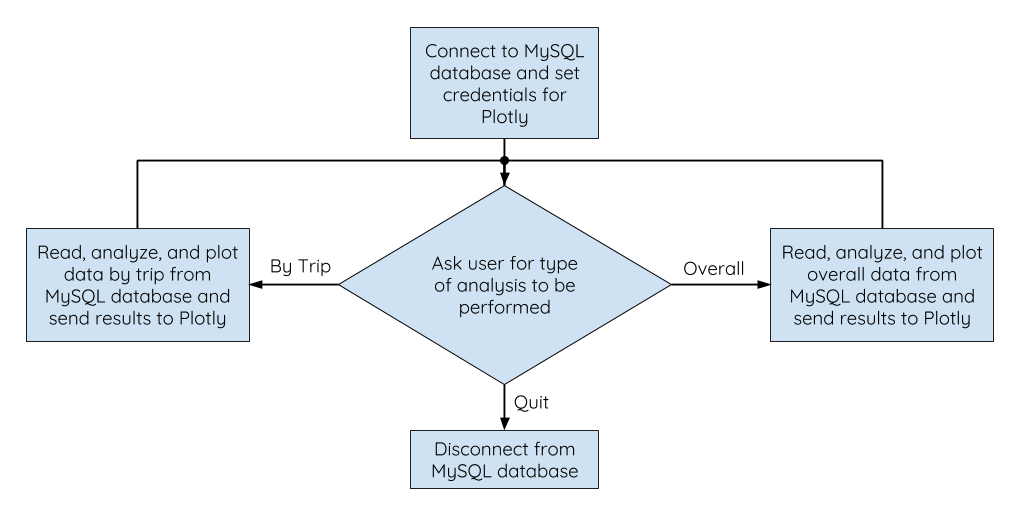 Connect to MySQL
database and set
credentials for
Plotly
Read, analyze, and plot
data by trip from
MySQL database and
send results to Plotly
By Trip
Ask user for type
of analysis to be
performed
Overall
Read, analyze, and plot
overall data from
MySQL database and
send results to Plotly
Quit
Disconnect from
MySQL database